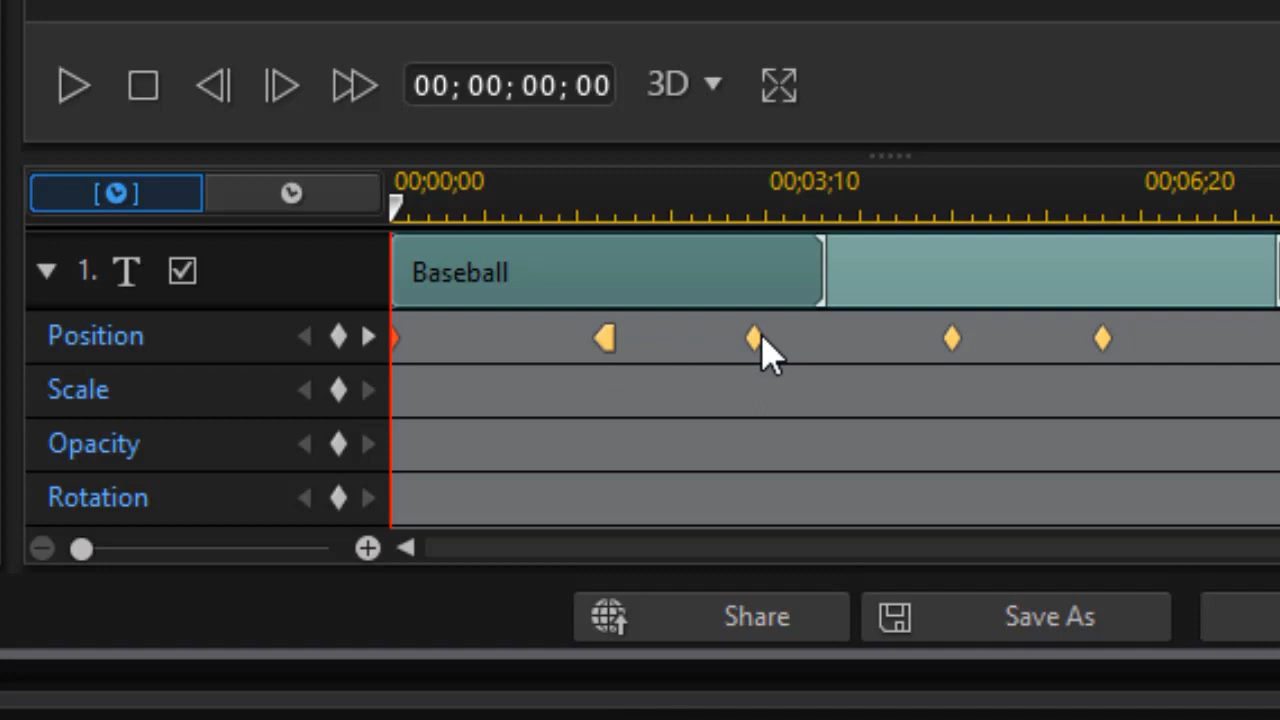 00;00;00;00 3D
00;00;00 00;03;10 00;06;20
1. T Baseball
Position
Scale
Opacity
Rotation
Share Save As